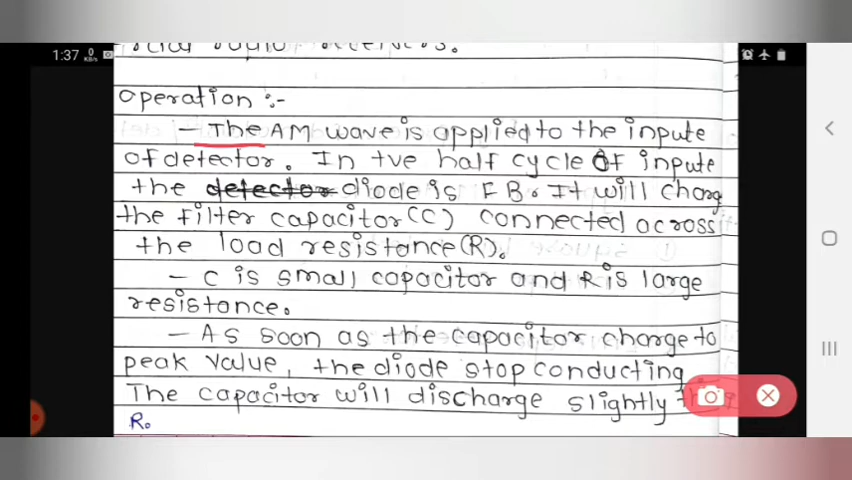 1:37 0 KB/s
Operation :-
- The AM wave is applied to the inpute
of detector. In +ve half cycle Of inpute
the detector diode is F B. It will charg
the filter capacitor (C) connected across
the load resistance (R).
- C is small capacitor and R is large
resistance.
- As soon as the capacitor charge to
peak value, the diode stop conducting
The capacitor will discharge slightly
R.